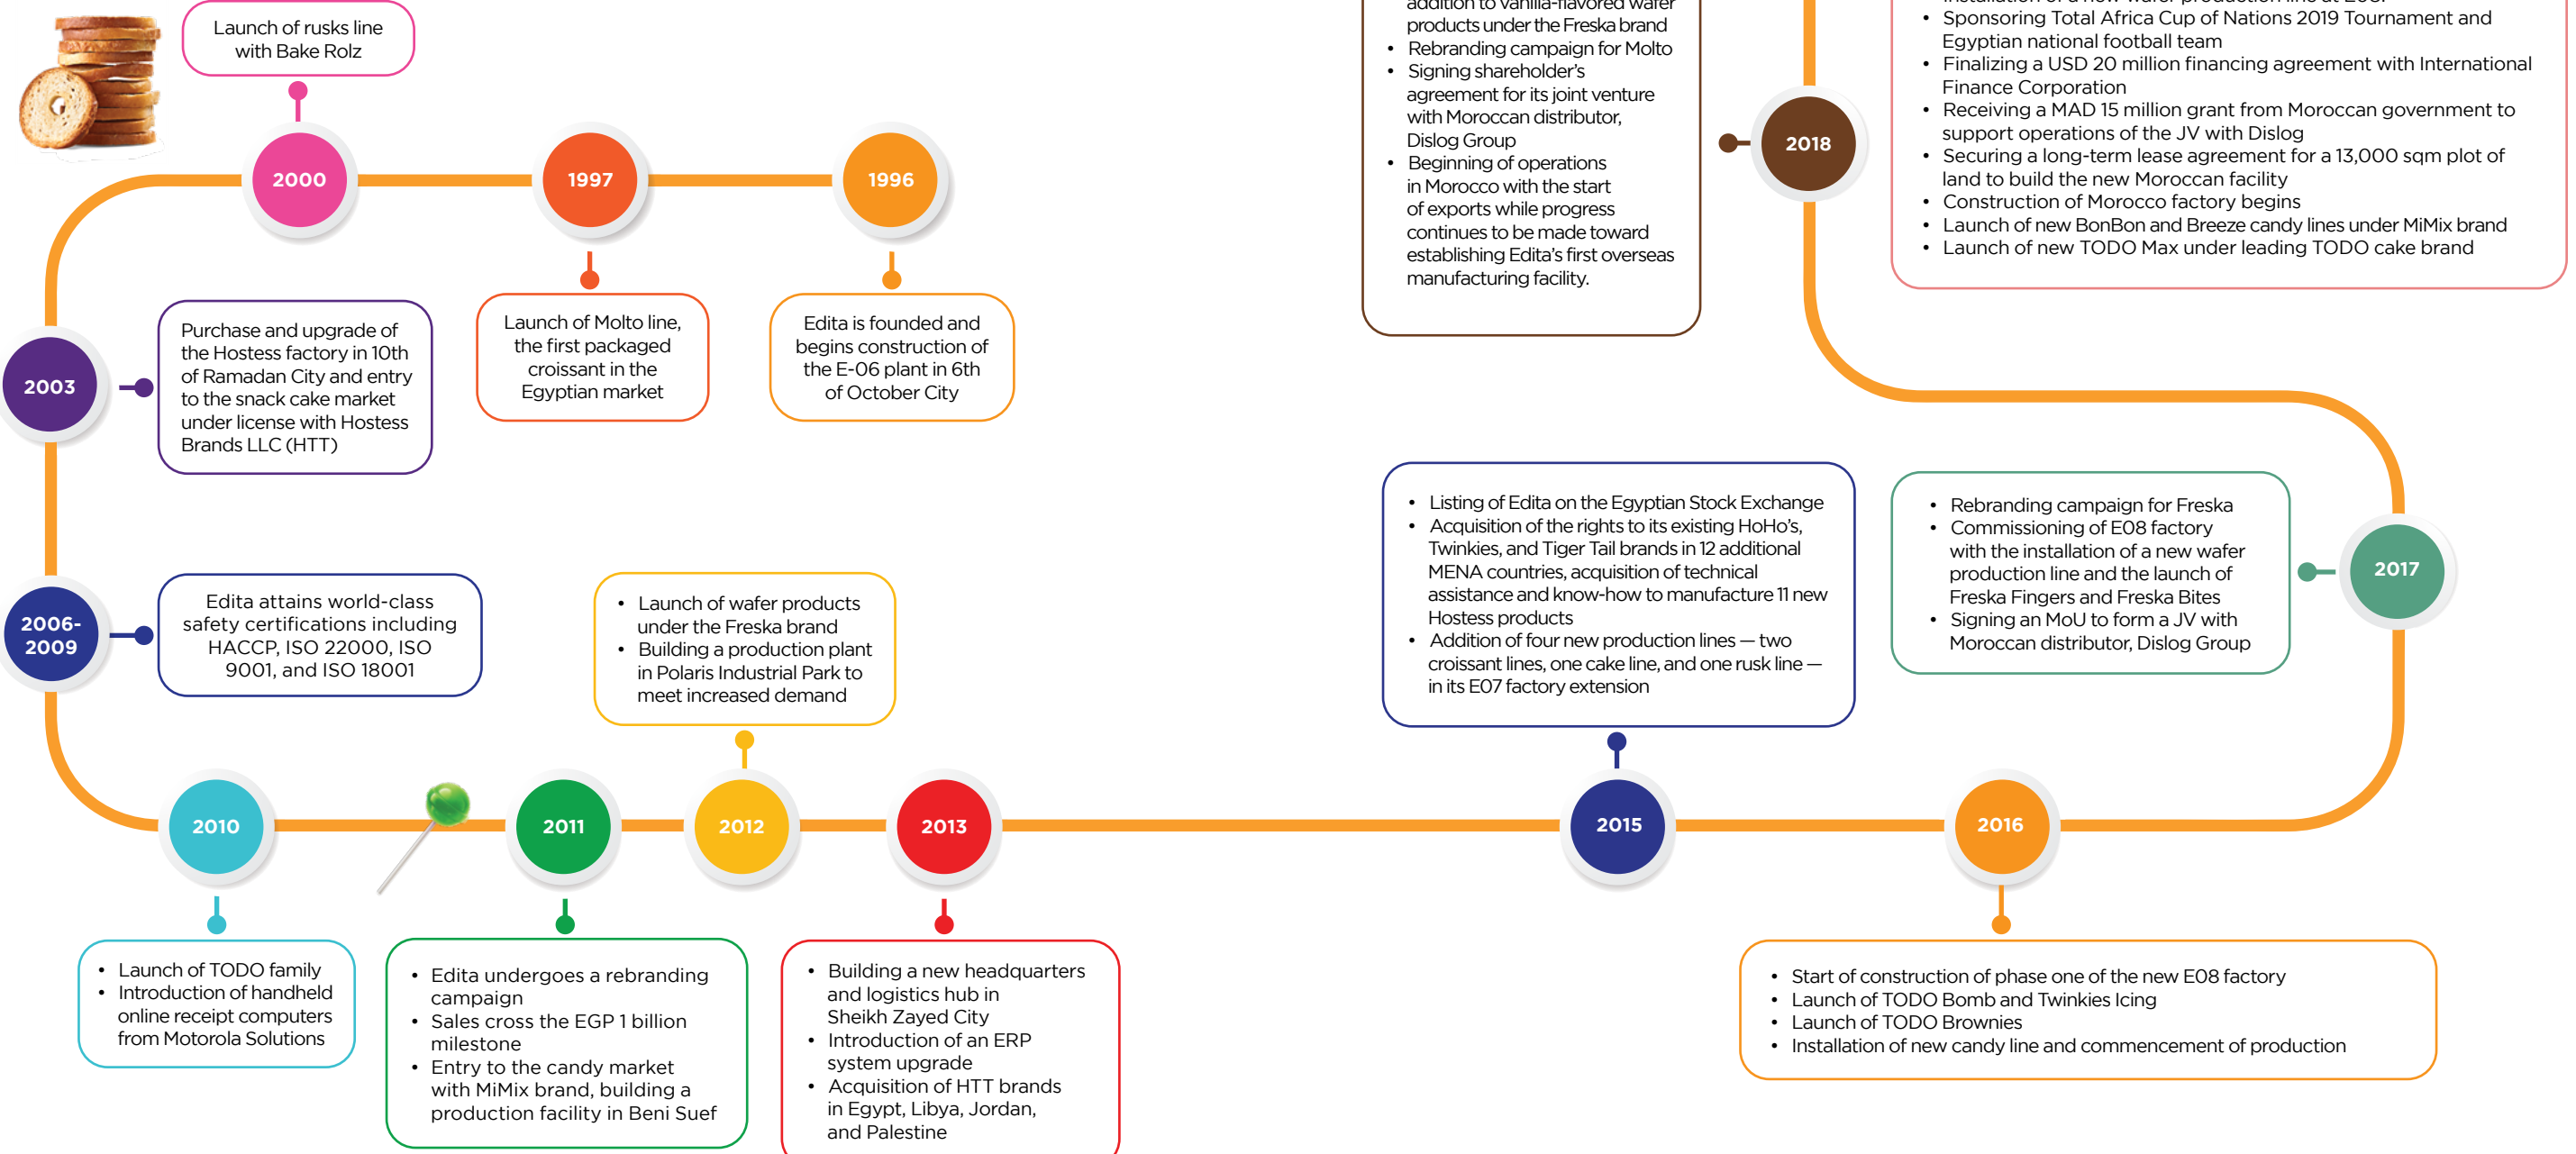 Launch of rusks line
with Bake Rolz
2000
1997
1996
Launch of Molto line,
the first packaged
croissant in the
Egyptian market
Edita is founded and
begins construction of
the E-06 plant in 6th
of October City
2003
Purchase and upgrade of
the Hostess factory in 10th
of Ramadan City and entry
to the snack cake market
under license with Hostess
Brands LLC (HTT)
2006-
2009
Edita attains world-class
safety certifications including
HACCP, ISO 22000, ISO
9001, and ISO 18001
• Launch of wafer products
under the Freska brand
• Building a production plant
in Polaris Industrial Park to
meet increased demand
2010
2011
2012
2013
• Launch of TODO family
• Introduction of handheld
online receipt computers
from Motorola Solutions
• Edita undergoes a rebranding
campaign
• Sales cross the EGP 1 billion
milestone
• Entry to the candy market
with MiMix brand, building a
production facility in Beni Suef
• Building a new headquarters
and logistics hub in
Sheikh Zayed City
• Introduction of an ERP
system upgrade
• Acquisition of HTT brands
in Egypt, Libya, Jordan,
and Palestine
addition to vanilla-flavored wafer
products under the Freska brand
• Rebranding campaign for Molto
• Signing shareholder's
agreement for its joint venture
with Moroccan distributor,
Dislog Group
• Beginning of operations
in Morocco with the start
of exports while progress
continues to be made toward
establishing Edita's first overseas
manufacturing facility.
2018
Installation of a new wafer production line at E08.
• Sponsoring Total Africa Cup of Nations 2019 Tournament and
Egyptian national football team
• Finalizing a USD 20 million financing agreement with International
Finance Corporation
• Receiving a MAD 15 million grant from Moroccan government to
support operations of the JV with Dislog
• Securing a long-term lease agreement for a 13,000 sqm plot of
land to build the new Moroccan facility
• Construction of Morocco factory begins
• Launch of new BonBon and Breeze candy lines under MiMix brand
• Launch of new TODO Max under leading TODO cake brand
• Listing of Edita on the Egyptian Stock Exchange
• Acquisition of the rights to its existing HoHo's,
Twinkies, and Tiger Tail brands in 12 additional
MENA countries, acquisition of technical
assistance and know-how to manufacture 11 new
Hostess products
• Addition of four new production lines — two
croissant lines, one cake line, and one rusk line —
in its E07 factory extension
• Rebranding campaign for Freska
• Commissioning of E08 factory
with the installation of a new wafer
production line and the launch of
Freska Fingers and Freska Bites
• Signing an MoU to form a JV with
Moroccan distributor, Dislog Group
2017
2015
2016
• Start of construction of phase one of the new E08 factory
• Launch of TODO Bomb and Twinkies Icing
• Launch of TODO Brownies
• Installation of new candy line and commencement of production